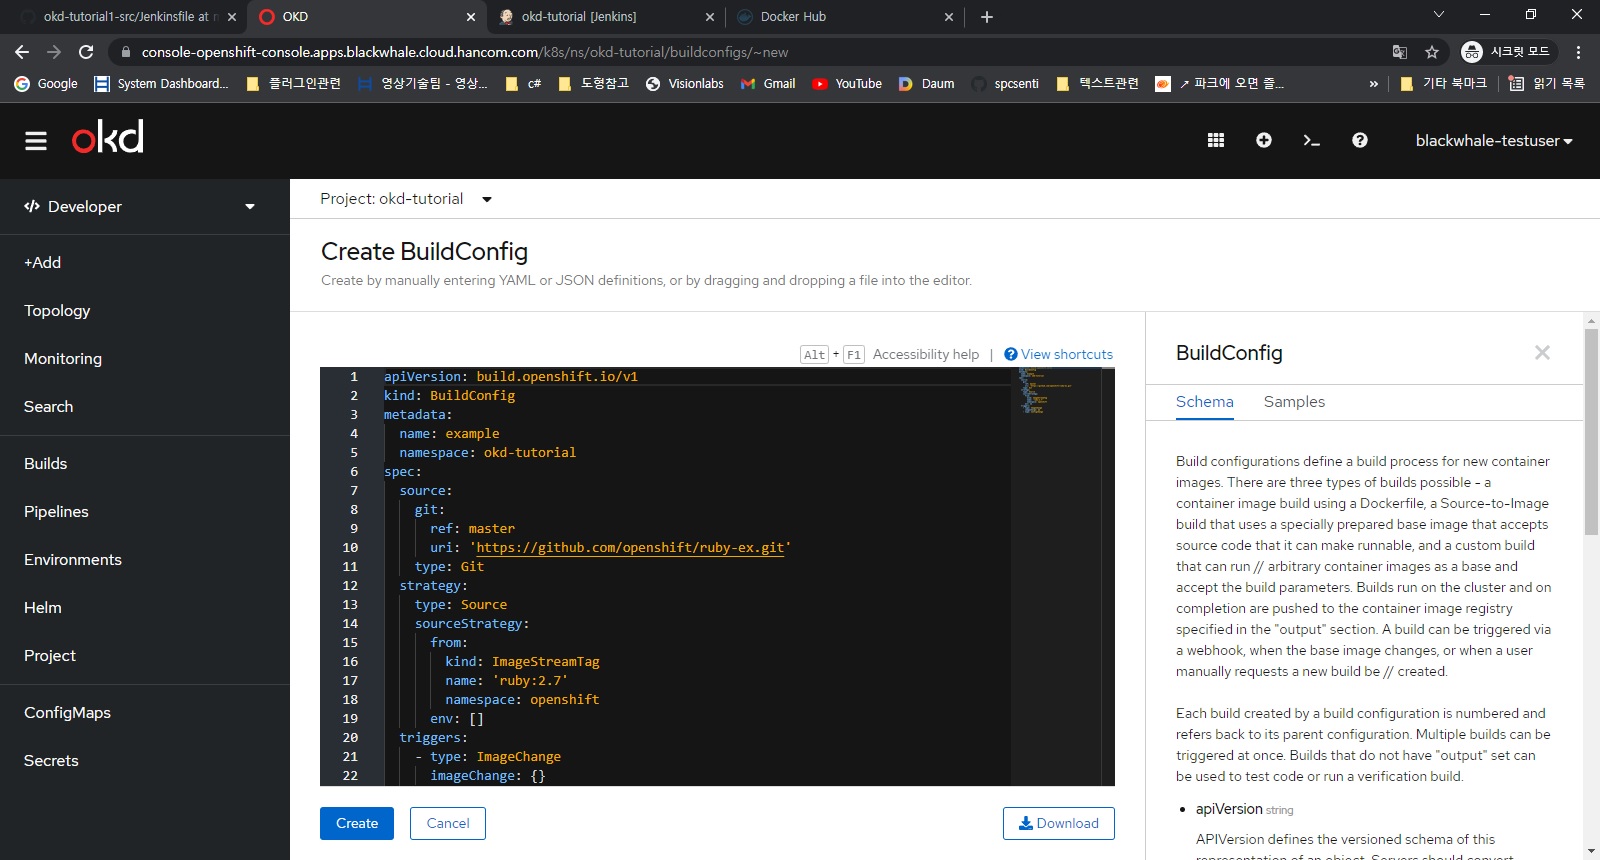 okd-tutorial1-src/Jenkinsfile at
OKD
okd-tutorial [Jenkins]
Docker Hub
console-openshift-console.apps.blackwhale.cloud.hancom.com/k8s/ns/okd-tutorial/buildconfigs/~new
시크릿 모드
Google
System Dashboard...
플러그인관련
영상기술팀 - 영상...
c#
도형참고
Visionlabs
Gmail
YouTube
Daum
spcsenti
텍스트관련
↗ 파크에 오면 즐...
»
기타 북마크
읽기 목록
okd
blackwhale-testuser
</> Developer
+Add
Topology
Monitoring
Search
Builds
Pipelines
Environments
Helm
Project
ConfigMaps
Secrets
Project: okd-tutorial
Create BuildConfig
Create by manually entering YAML or JSON definitions, or by dragging and dropping a file into the editor.
Alt + F1 Accessibility help | View shortcuts
1 apiVersion: build.openshift.io/v1
2 kind: BuildConfig
3 metadata:
4 name: example
5 namespace: okd-tutorial
6 spec:
7 source:
8 git:
9 ref: master
10 uri: 'https://github.com/openshift/ruby-ex.git'
11 type: Git
12 strategy:
13 type: Source
14 sourceStrategy:
15 from:
16 kind: ImageStreamTag
17 name: 'ruby:2.7'
18 namespace: openshift
19 env: []
20 triggers:
21 - type: ImageChange
22 imageChange: {}
Create
Cancel
Download
BuildConfig
Schema
Samples
Build configurations define a build process for new container
images. There are three types of builds possible - a
container image build using a Dockerfile, a Source-to-Image
build that uses a specially prepared base image that accepts
source code that it can make runnable, and a custom build
that can run // arbitrary container images as a base and
accept the build parameters. Builds run on the cluster and on
completion are pushed to the container image registry
specified in the "output" section. A build can be triggered via
a webhook, when the base image changes, or when a user
manually requests a new build be // created.
Each build created by a build configuration is numbered and
refers back to its parent configuration. Multiple builds can be
triggered at once. Builds that do not have "output" set can
be used to test code or run a verification build.
• apiVersion string
APIVersion defines the versioned schema of this
representation of an object. Servers should convert